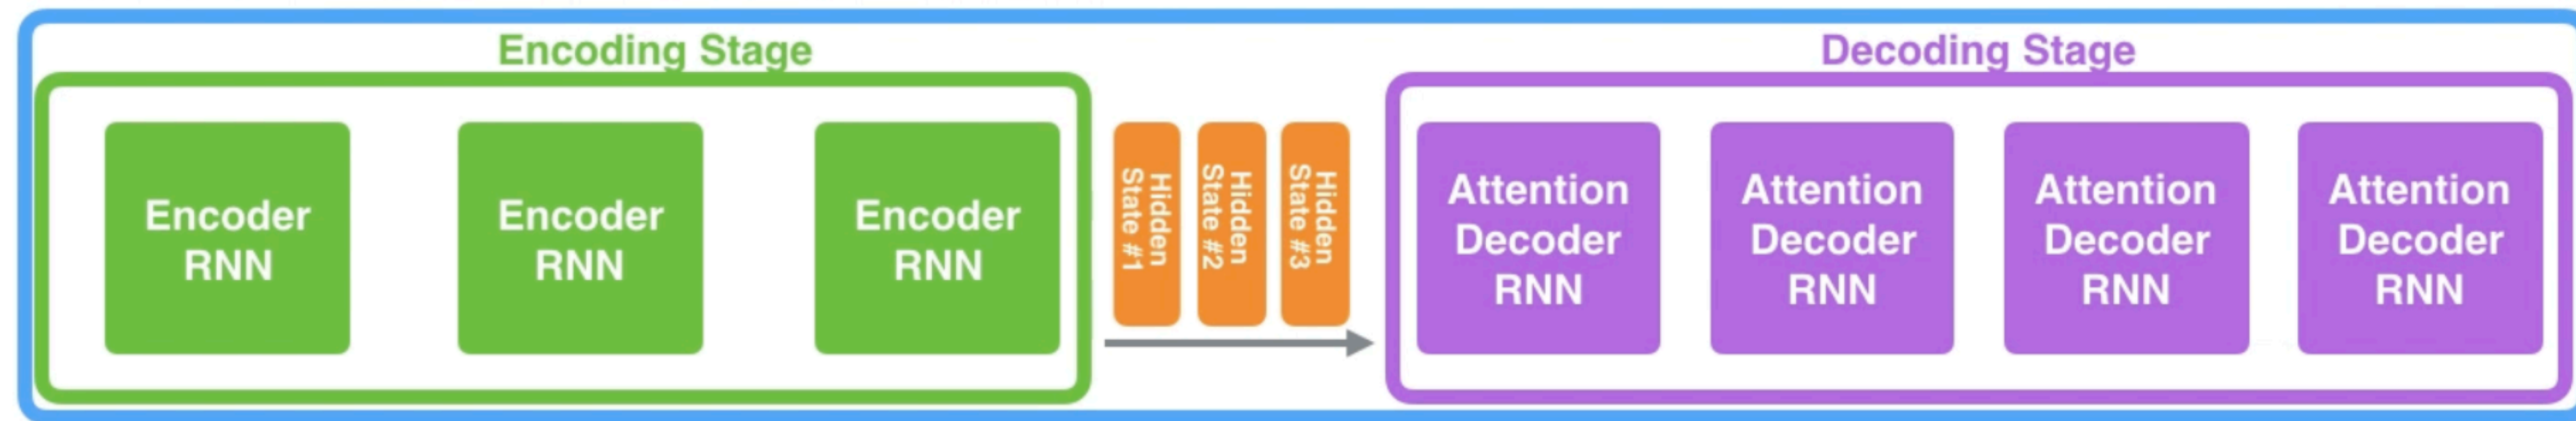 Encoding Stage
Decoding Stage
Encoder
RNN
Encoder
RNN
Encoder
RNN
Hidden
State #1
Hidden
State #2
Hidden
State #3
Attention
Decoder
RNN
Attention
Decoder
RNN
Attention
Decoder
RNN
Attention
Decoder
RNN